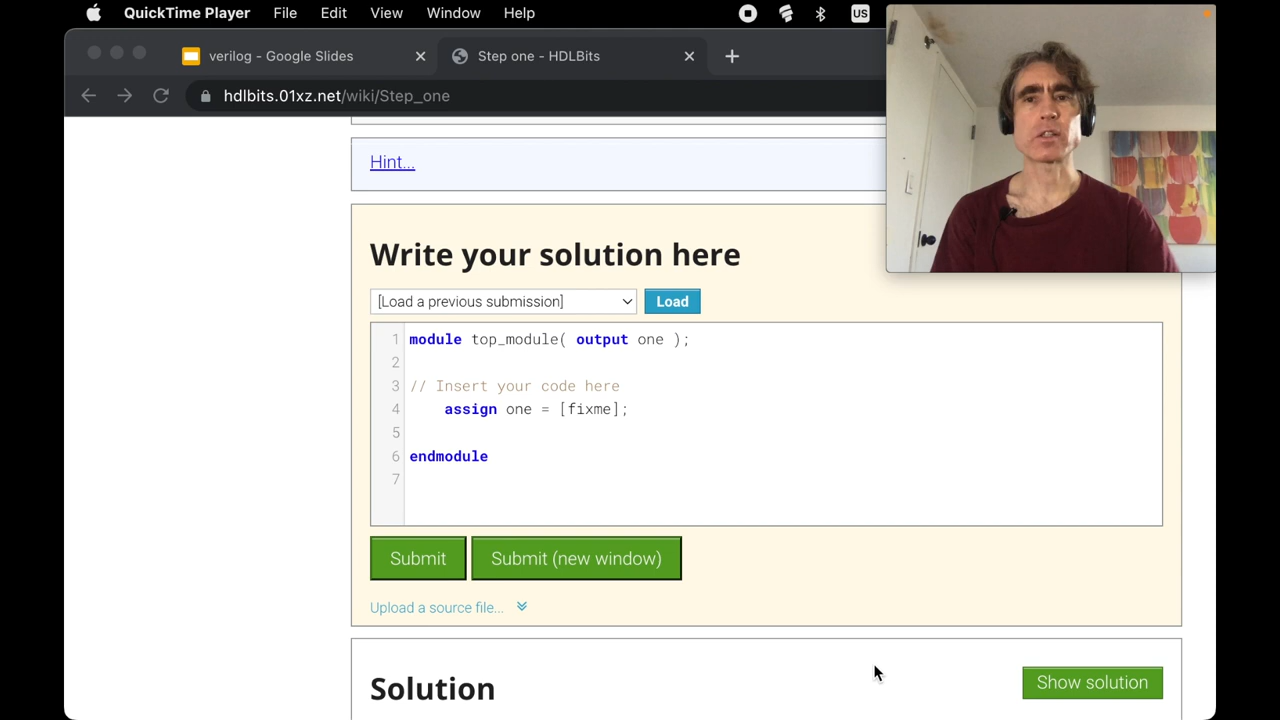 QuickTime Player File Edit View Window Help US
verilog - Google Slides Step one - HDLBits
hdlbits.01xz.net/wiki/Step_one
Hint...
Write your solution here
[Load a previous submission] Load
1 module top_module( output one );
2
3 // Insert your code here
4 assign one = [fixme];
5
6 endmodule
7
Submit Submit (new window)
Upload a source file...
Solution Show solution